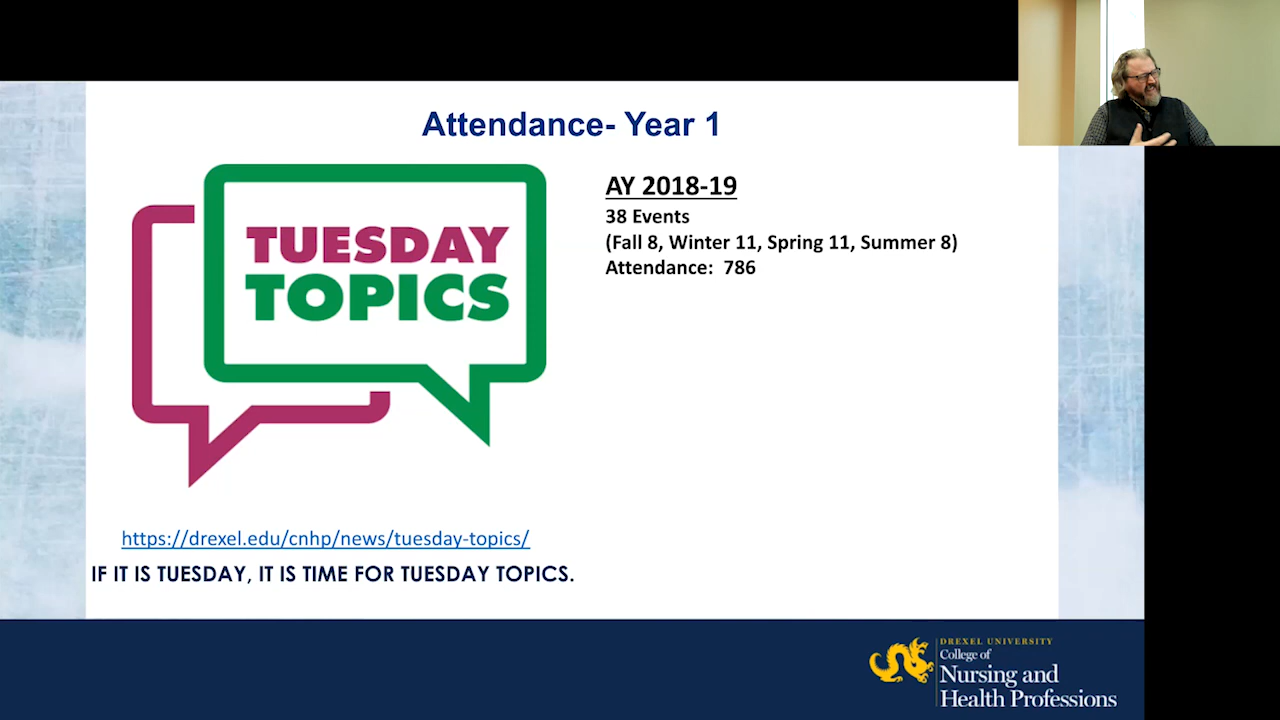 Attendance- Year 1
TUESDAY
TOPICS
AY 2018-19
38 Events
(Fall 8, Winter 11, Spring 11, Summer 8)
Attendance: 786
https://drexel.edu/cnhp/news/tuesday-topics/
IF IT IS TUESDAY, IT IS TIME FOR TUESDAY TOPICS.
DREXEL UNIVERSITY
College of
Nursing and
Health Professions